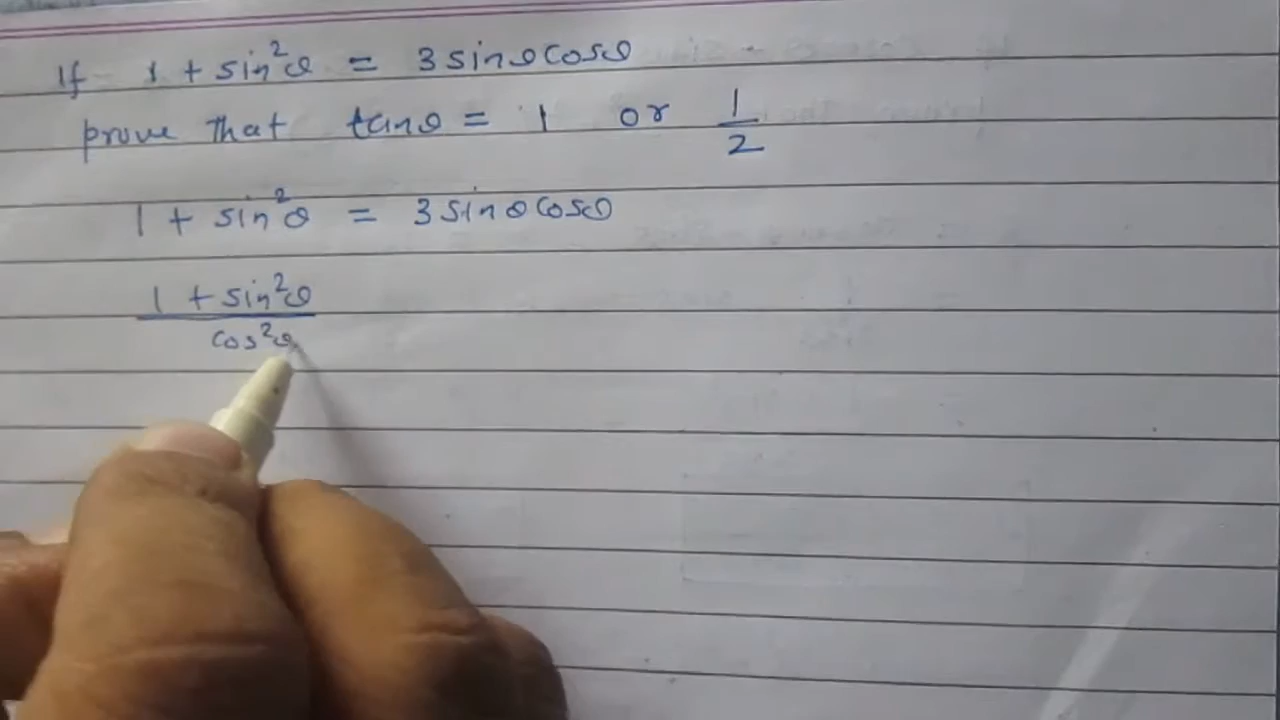 If 1 + sin²θ = 3 sinθ cosθ
prove that tanθ = 1 or 1/2
1 + sin²θ = 3 sinθ cosθ
1 + sin²θ
cos²θ